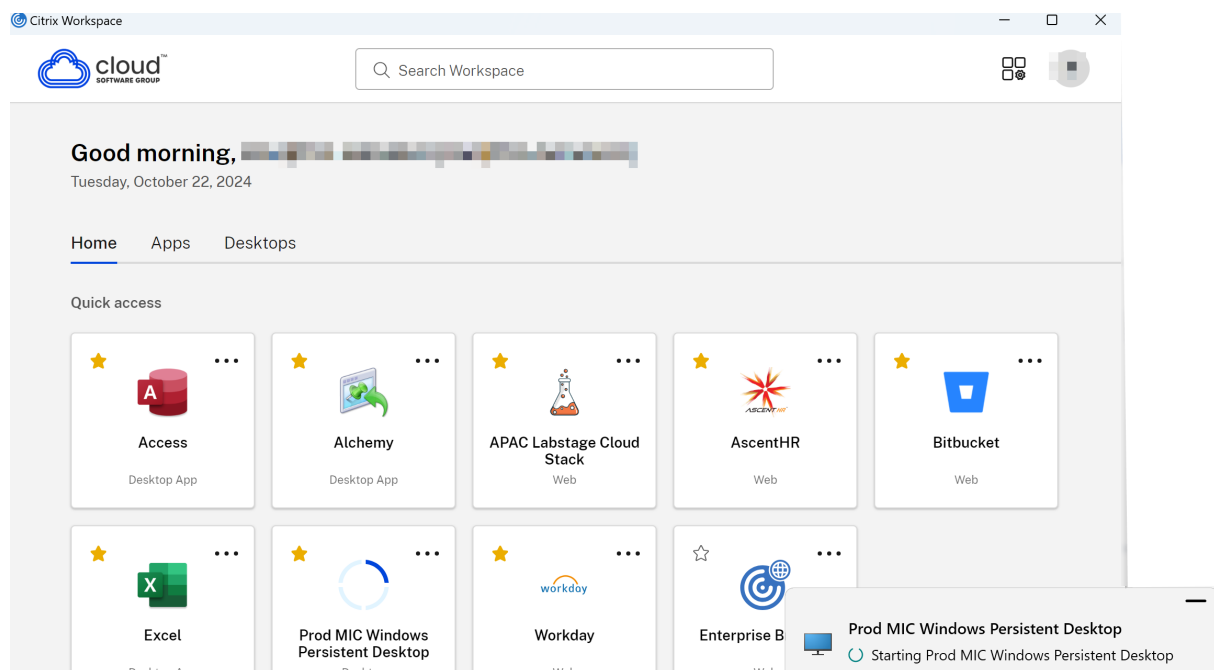 Citrix Workspace
cloud™
SOFTWARE GROUP
Search Workspace
Good morning,
Tuesday, October 22, 2024
Home Apps Desktops
Quick access
A
Access
Desktop App
Alchemy
Desktop App
APAC Labstage Cloud
Stack
Web
ASCENT HR
AscentHR
Web
Bitbucket
Web
X
Excel
Prod MIC Windows
Persistent Desktop
workday
Workday
Enterprise B
Prod MIC Windows Persistent Desktop
Starting Prod MIC Windows Persistent Desktop